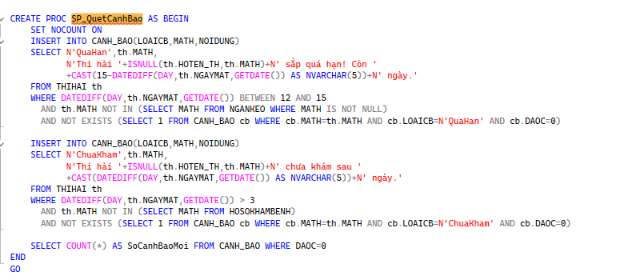 CREATE PROC SP_QuetCanhBao AS BEGIN
SET NOCOUNT ON
INSERT INTO CANH_BAO(LOAICB,MATH,NOIDUNG)
SELECT N'QuaHan',th.MATH,
N'Thi hài '+ISNULL(th.HOTEN_TH,th.MATH)+N' sắp quá hạn! Còn '
+CAST(15-DATEDIFF(DAY,th.NGAYMAT,GETDATE()) AS NVARCHAR(5))+N' ngày.'
FROM THIHAI th
WHERE DATEDIFF(DAY,th.NGAYMAT,GETDATE()) BETWEEN 12 AND 15
AND th.MATH NOT IN (SELECT MATH FROM NGANHEO WHERE MATH IS NOT NULL)
AND NOT EXISTS (SELECT 1 FROM CANH_BAO cb WHERE cb.MATH=th.MATH AND cb.LOAICB=N'QuaHan' AND cb.DAOC=0)
INSERT INTO CANH_BAO(LOAICB,MATH,NOIDUNG)
SELECT N'ChuaKham',th.MATH,
N'Thi hài '+ISNULL(th.HOTEN_TH,th.MATH)+N' chưa khám sau '
+CAST(DATEDIFF(DAY,th.NGAYMAT,GETDATE()) AS NVARCHAR(5))+N' ngày.'
FROM THIHAI th
WHERE DATEDIFF(DAY,th.NGAYMAT,GETDATE()) > 3
AND th.MATH NOT IN (SELECT MATH FROM HOSOKHAMBENH)
AND NOT EXISTS (SELECT 1 FROM CANH_BAO cb WHERE cb.MATH=th.MATH AND cb.LOAICB=N'ChuaKham' AND cb.DAOC=0)
SELECT COUNT(*) AS SoCanhBaoMoi FROM CANH_BAO WHERE DAOC=0
END
GO